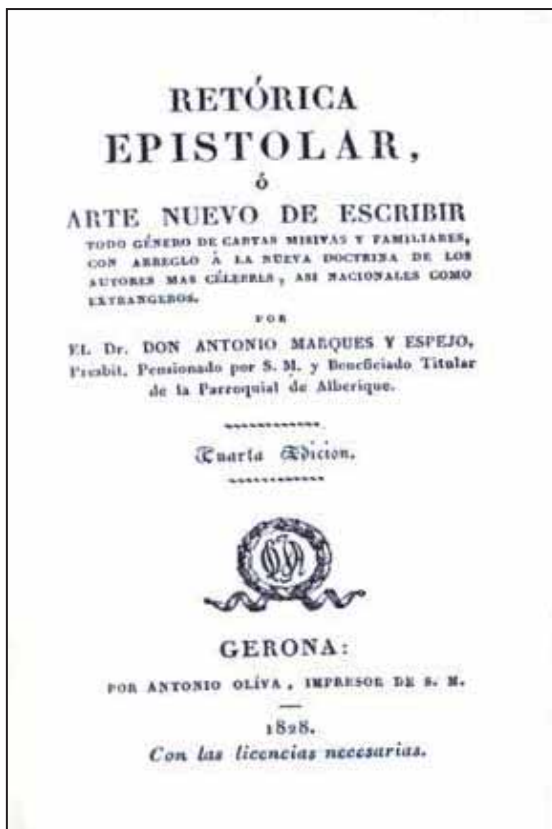 RETÓRICA
EPISTOLAR,
ó
ARTE NUEVO DE ESCRIBIR
TODO GÉNERO DE CARTAS MISIVAS Y FAMILIARES,
CON ARREGLO Á LA NUEVA DOCTRINA DE LOS
AUTORES MAS CÉLEBRES, ASI NACIONALES COMO
EXTRANGEROS.
POR
EL Dr. DON ANTONIO MARQUES Y ESPEJO,
Presbit. Pensionado por S. M. y Beneficiado Titular
de la Parroquial de Alberique.
Cuarta Edicion.
GERONA:
POR ANTONIO OLÍVA, IMPRESOR DE S. M.
1828.
Con las licencias necesarias.